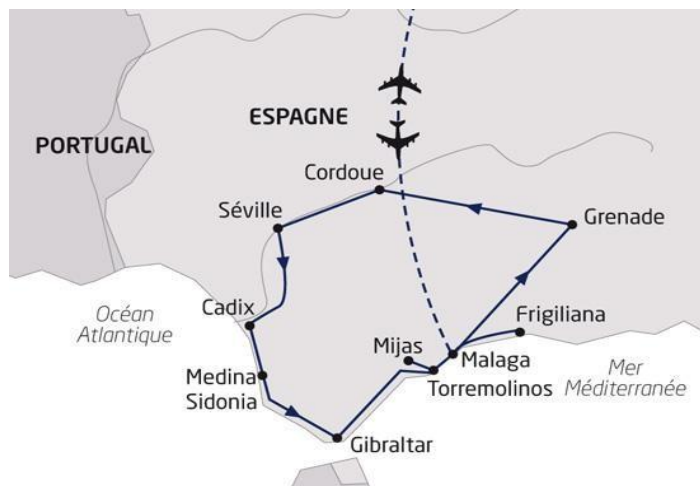 ESPAGNE
PORTUGAL
Cordoue
Séville
Grenade
Océan
Atlantique
Cadix
Frigiliana
Mijas
Malaga
Medina
Sidonia
Torremolinos
Mer
Méditerranée
Gibraltar